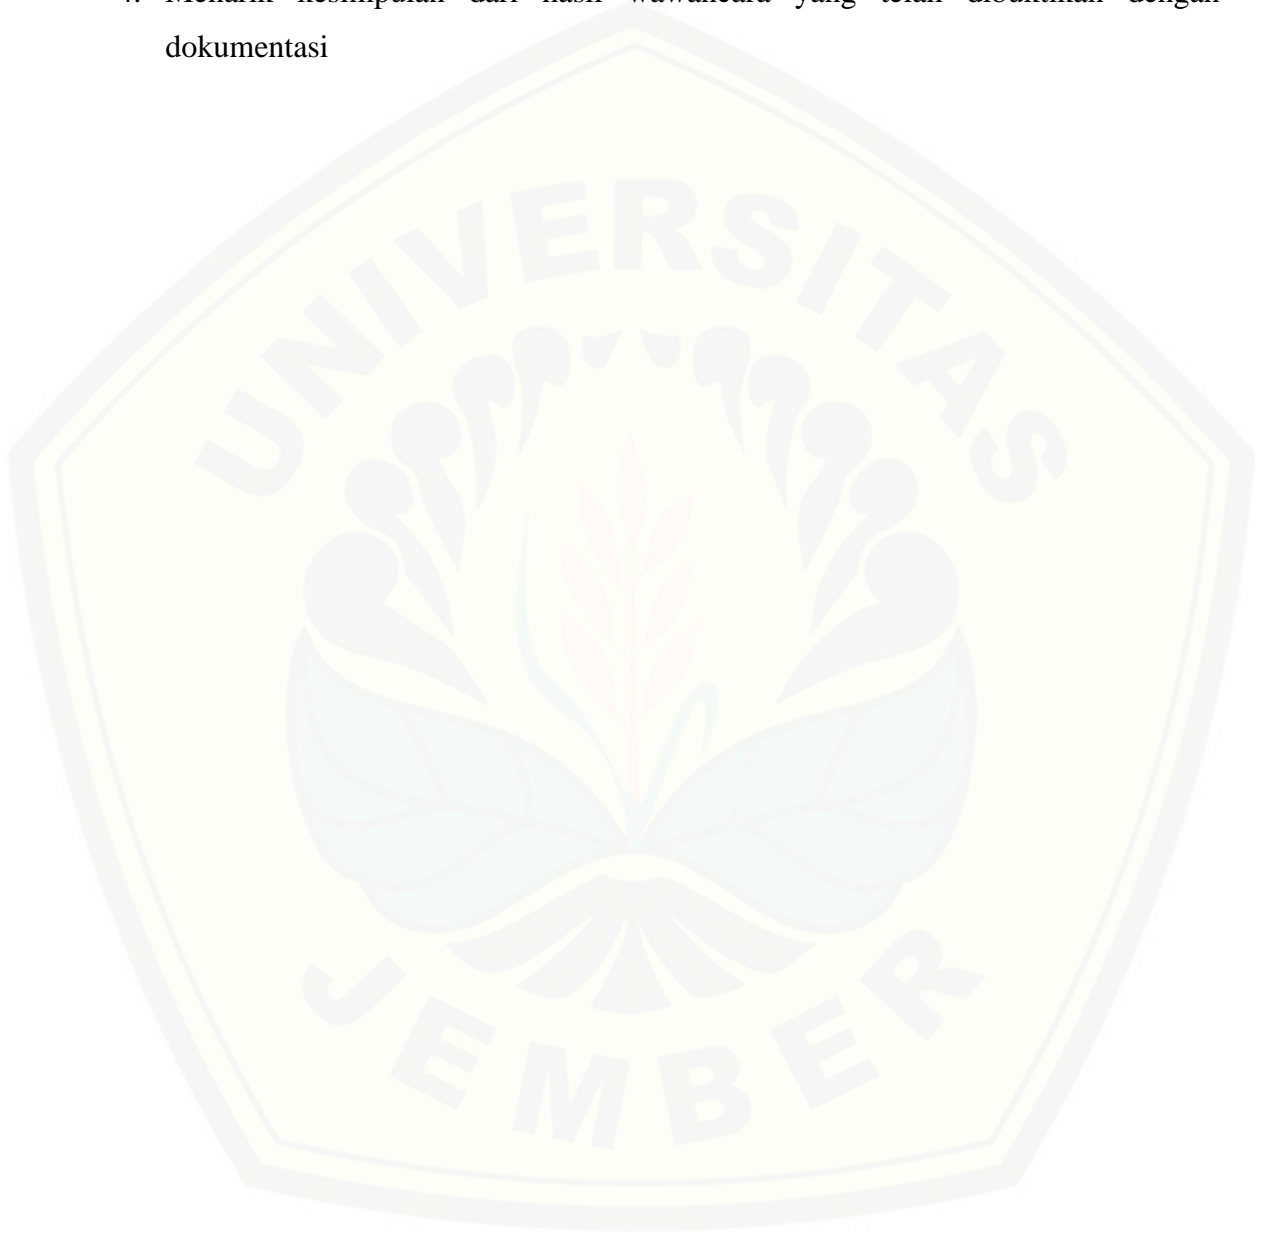 4. Menarik kesimpulan dari hasil wawancara yang telah dibuktikan dengan
dokumentasi
UNIVERSITAS
JEMBER